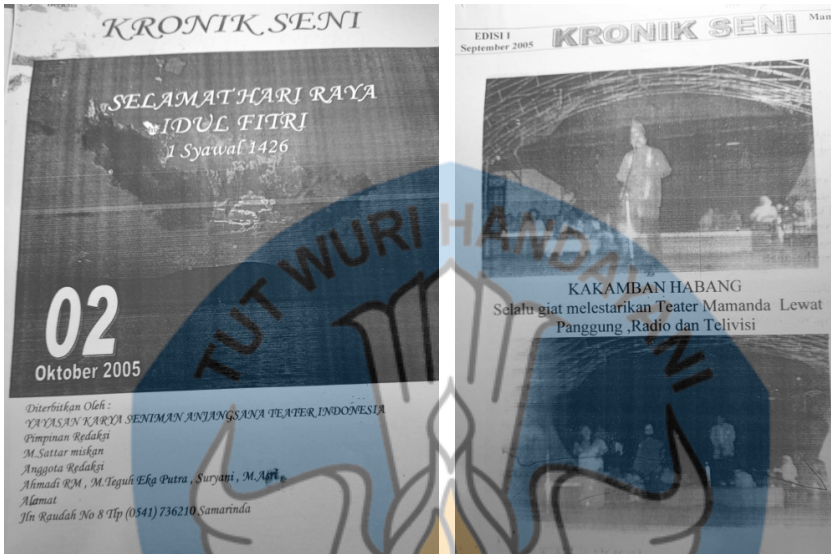 KRONIK SENI
SELAMAT HARI RAYA
IDUL FITRI
1 Syawal 1426
02
Oktober 2005
Diterbitkan Oleh :
YAYASAN KARYA SENIMAN ANJANGSANA TEATER INDONESIA
Pimpinan Redaksi
M.Sattar miskan
Anggota Redaksi
Ahmadi RM , M.Teguh Eka Putra , Suryani , M.Asri
Alamat
Jln Raudah No 8 Tlp (0541) 736210 Samarinda
EDISI I
September 2005
KRONIK SENI
KAKAMBAN HABANG
Selalu giat melestarikan Teater Mamanda Lewat
Panggung ,Radio dan Telivisi
TUT WURI HANDAYANI